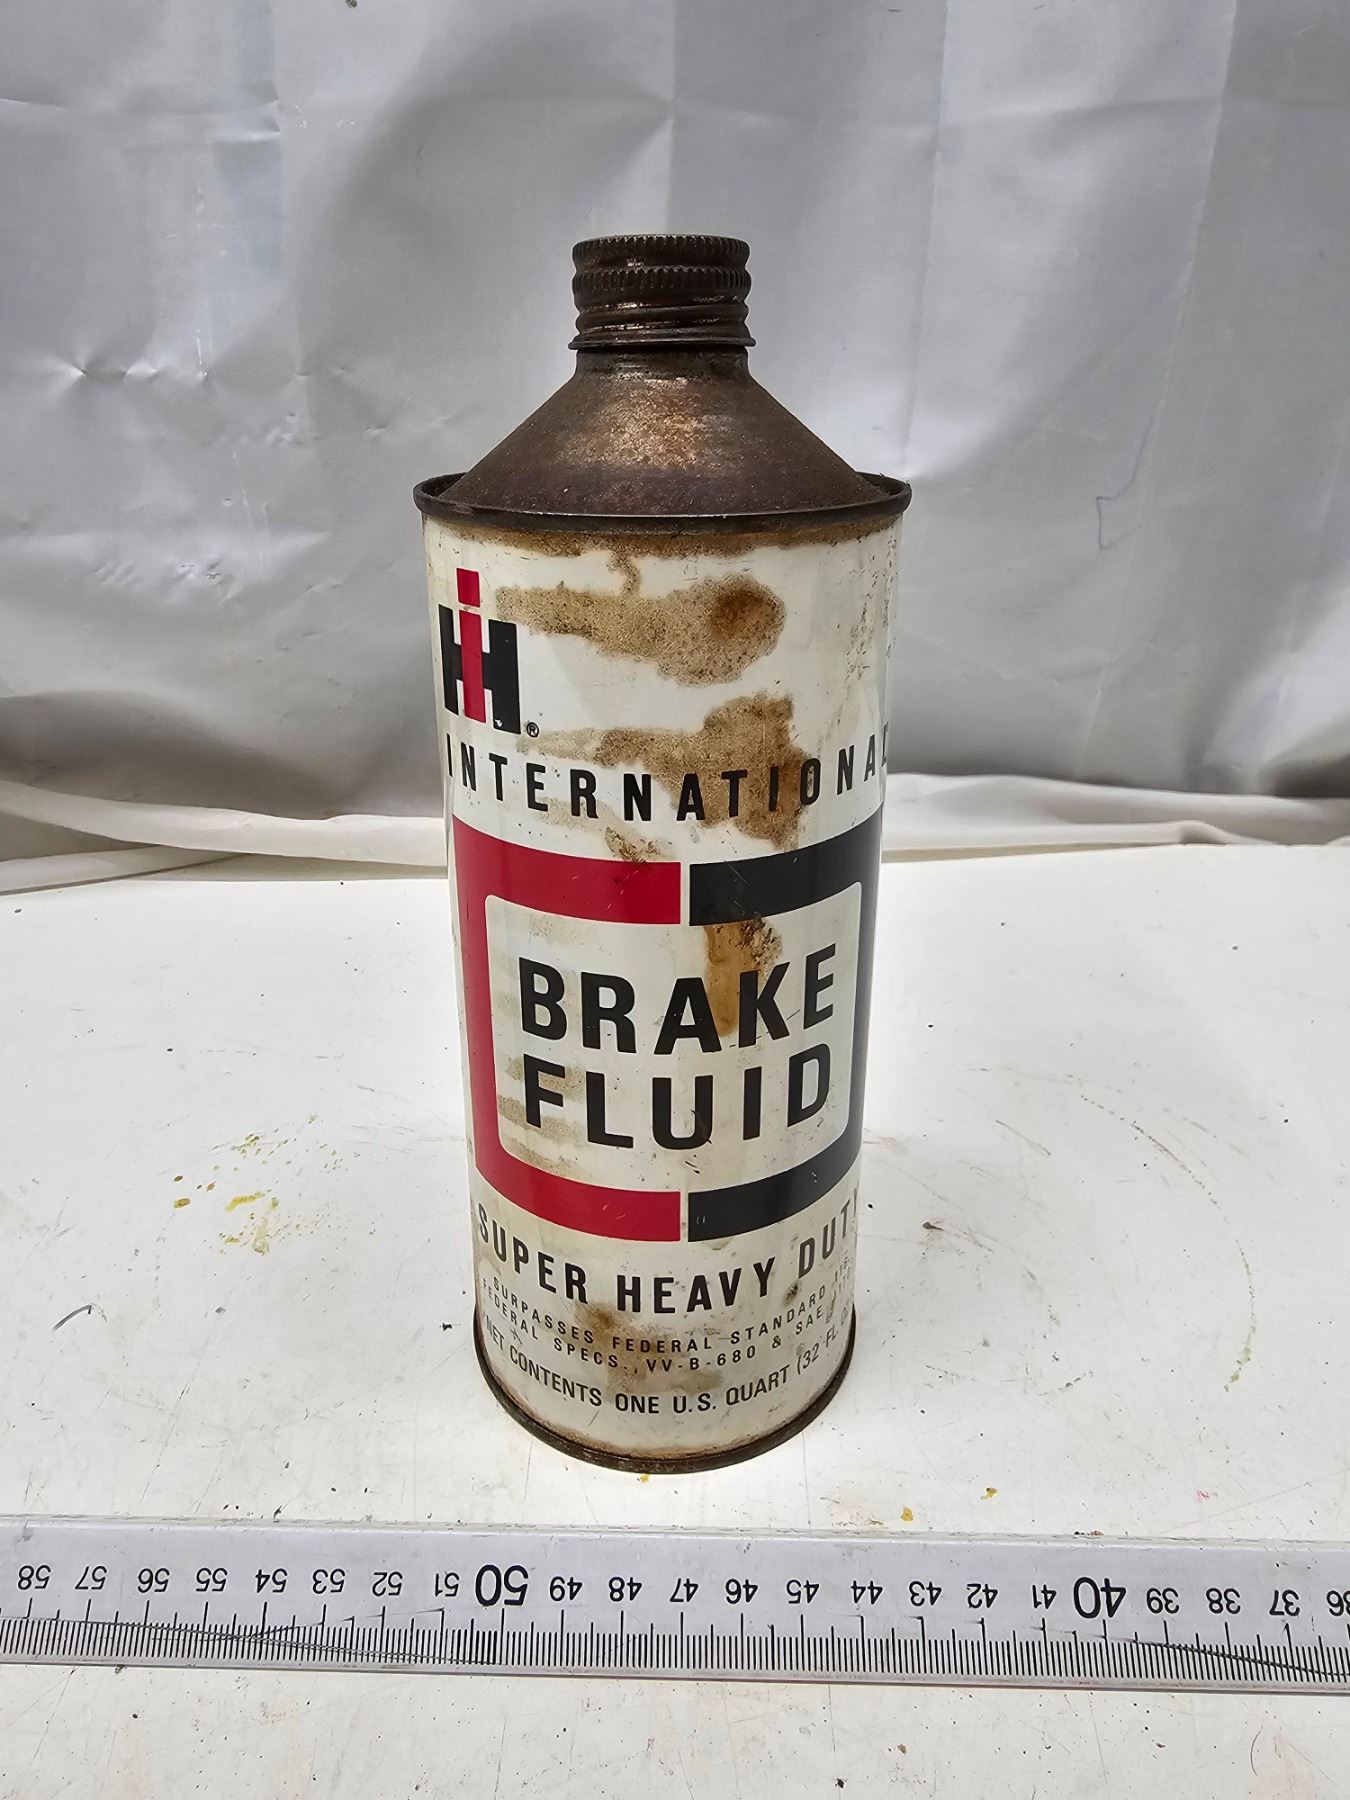 IH®
INTERNATIONAL
BRAKE
FLUID
SUPER HEAVY DUTY
SURPASSES FEDERAL STANDARD 116,
FEDERAL SPECS. VV-B-680 & SAE
NET CONTENTS ONE U.S. QUART (32 FL.
58 57 56 55 54 53 52 51 50 49 48 47 46 45 44 43 42 41 40 39 38 37 36